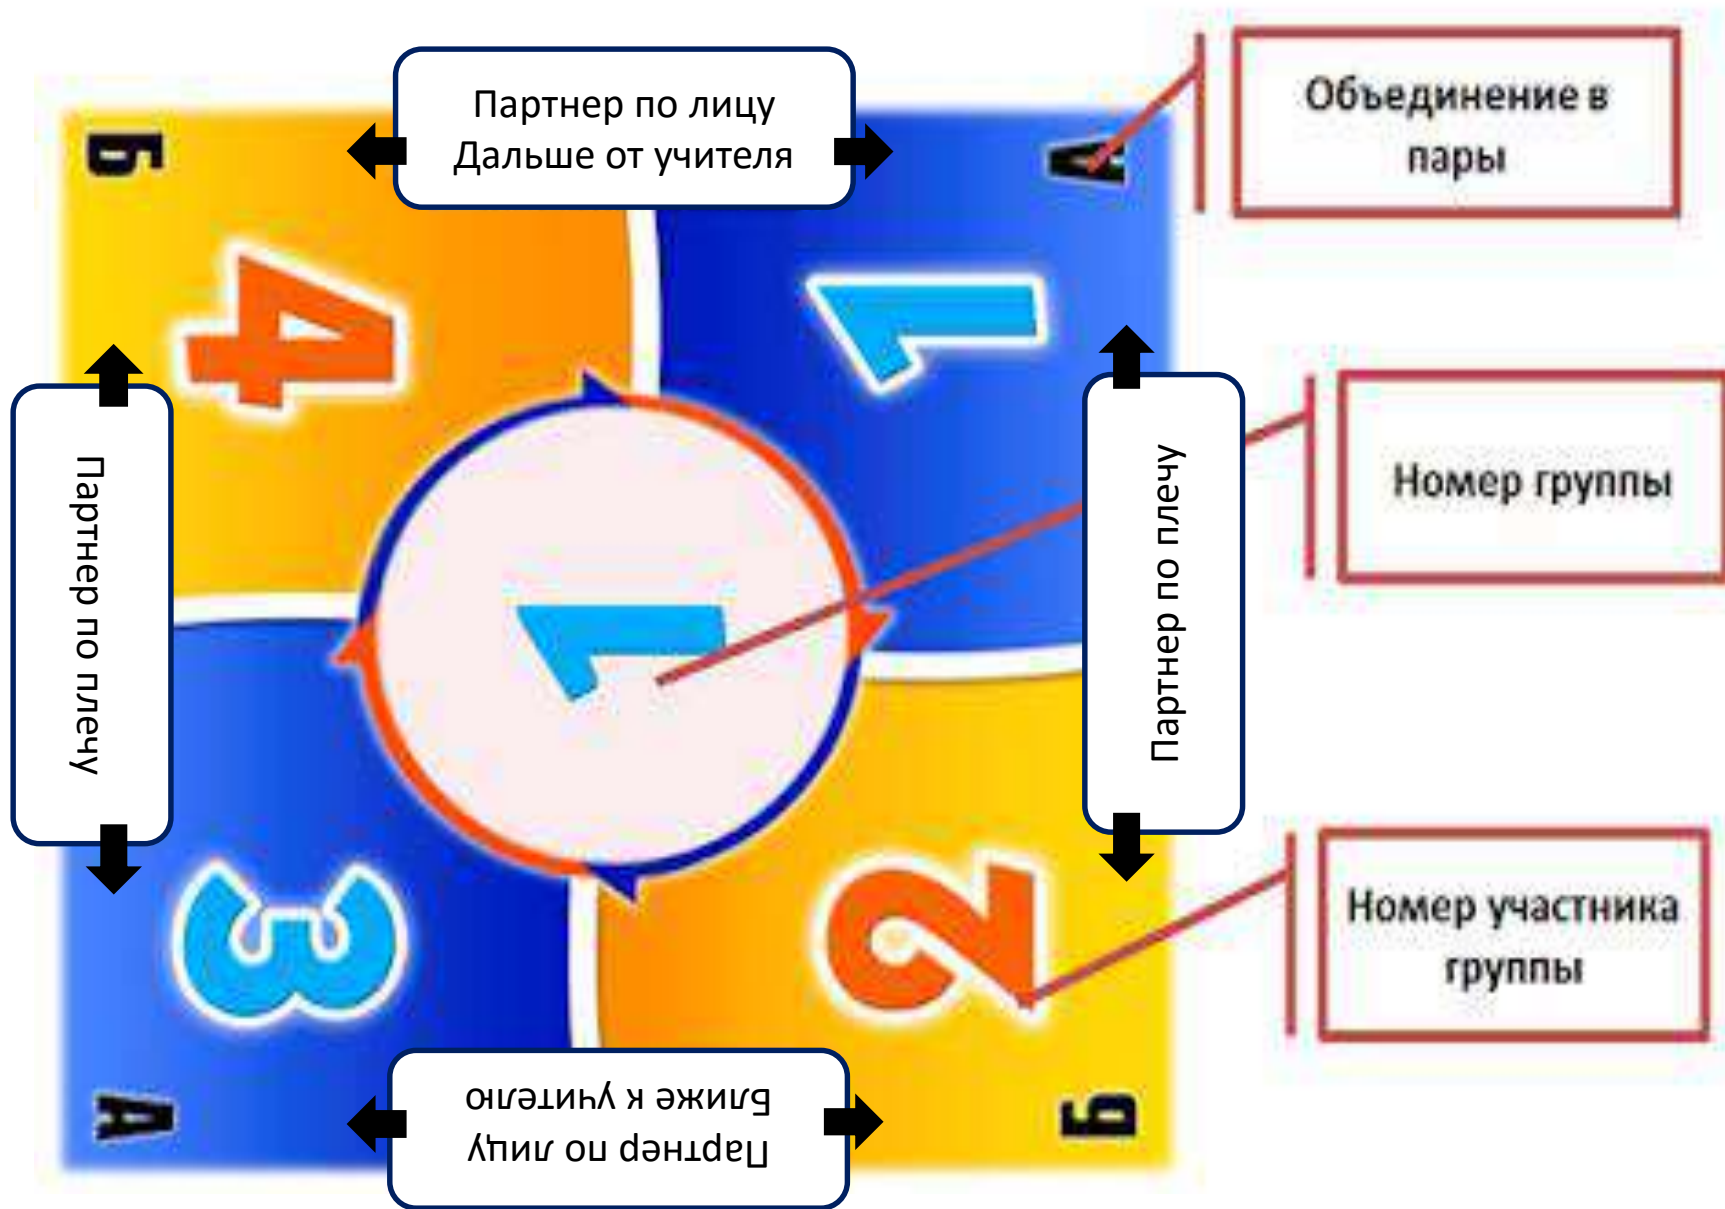 Партнер по лицу
Дальше от учителя
Объединение в
пары
Б
А
4
1
Партнер по плечу
1
Партнер по плечу
Номер группы
3
2
Номер участника
группы
А
Б
Партнер по лицу
Ближе к учителю